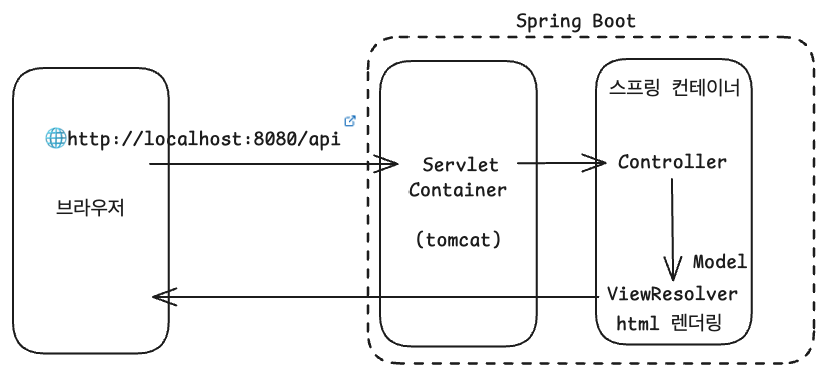 Spring Boot
스프링 컨테이너
🌐http://localhost:8080/api
Servlet
Container
(tomcat)
Controller
브라우저
Model
ViewResolver
html 렌더링